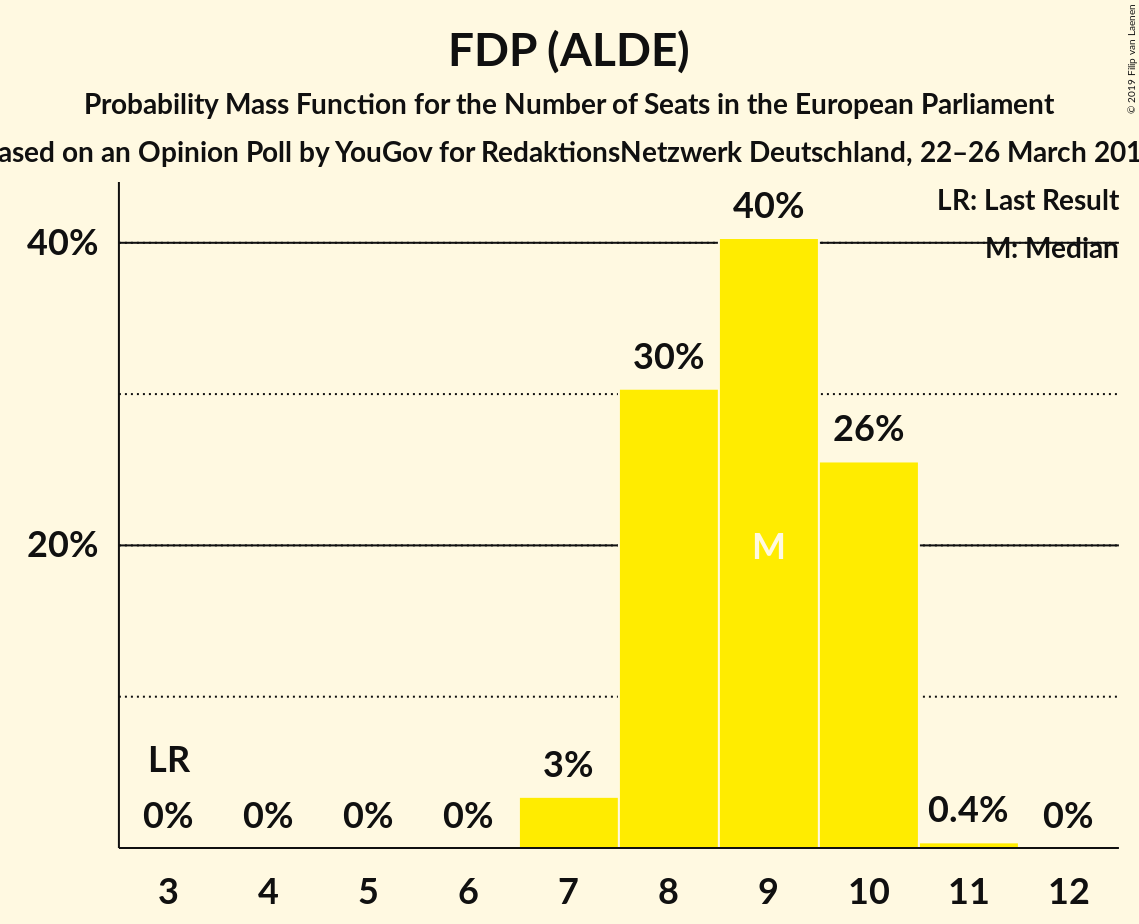 FDP (ALDE)
Probability Mass Function for the Number of Seats in the European Parliament
ased on an Opinion Poll by YouGov for RedaktionsNetzwerk Deutschland, 22–26 March 201
© 2019 Filip van Laenen
LR: Last Result
M: Median
40%
20%
40%
30%
26%
M
3%
LR
0%
0%
0%
0%
0.4%
0%
3 4 5 6 7 8 9 10 11 12